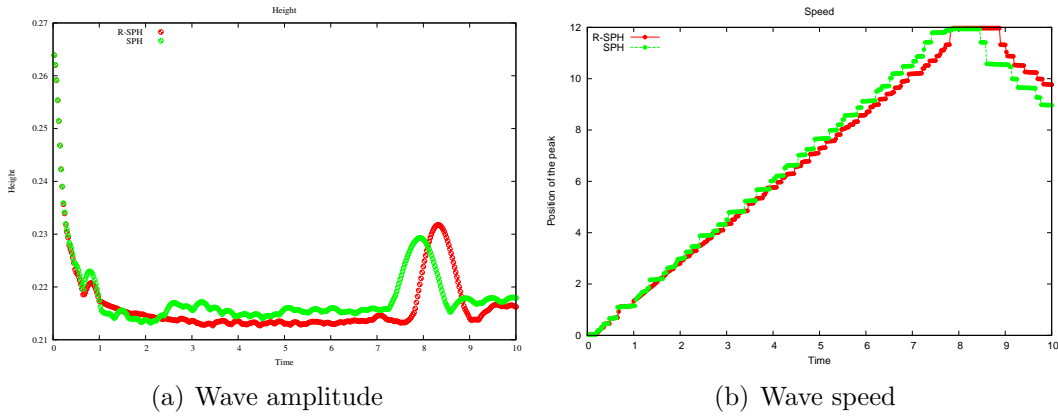 Height
0.27
0.26
0.25
0.24
0.23
0.22
0.21
Height
R-SPH
SPH
0 1 2 3 4 5 6 7 8 9 10
Time
(a) Wave amplitude
Speed
12
10
8
6
4
2
0
Position of the peak
R-SPH
SPH
0 1 2 3 4 5 6 7 8 9 10
Time
(b) Wave speed